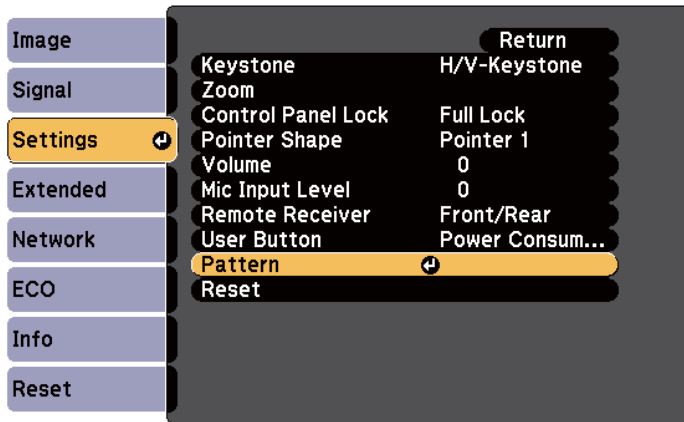 Image
Signal
Settings
Extended
Network
ECO
Info
Reset
Return
Keystone H/V-Keystone
Zoom
Control Panel Lock Full Lock
Pointer Shape Pointer 1
Volume 0
Mic Input Level 0
Remote Receiver Front/Rear
User Button Power Consum...
Pattern
Reset